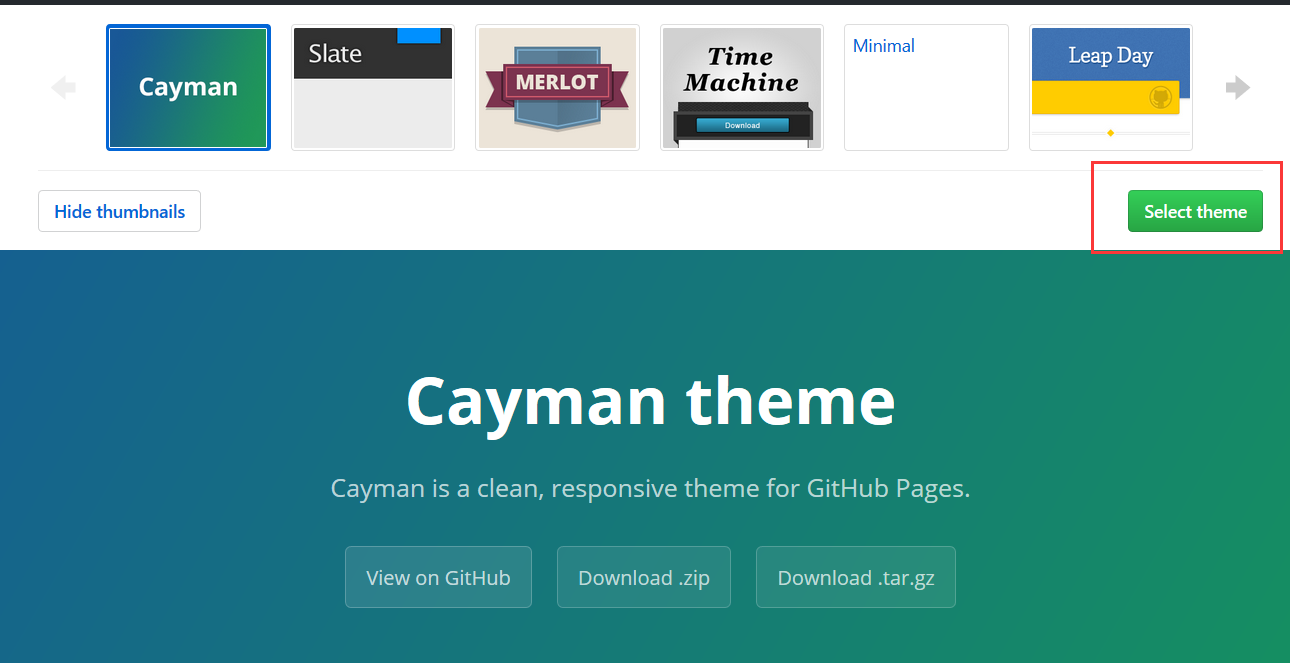 Cayman
Slate
MERLOT
Time
Machine
Download
Minimal
Leap Day
Hide thumbnails
Select theme
Cayman theme
Cayman is a clean, responsive theme for GitHub Pages.
View on GitHub
Download .zip
Download .tar.gz